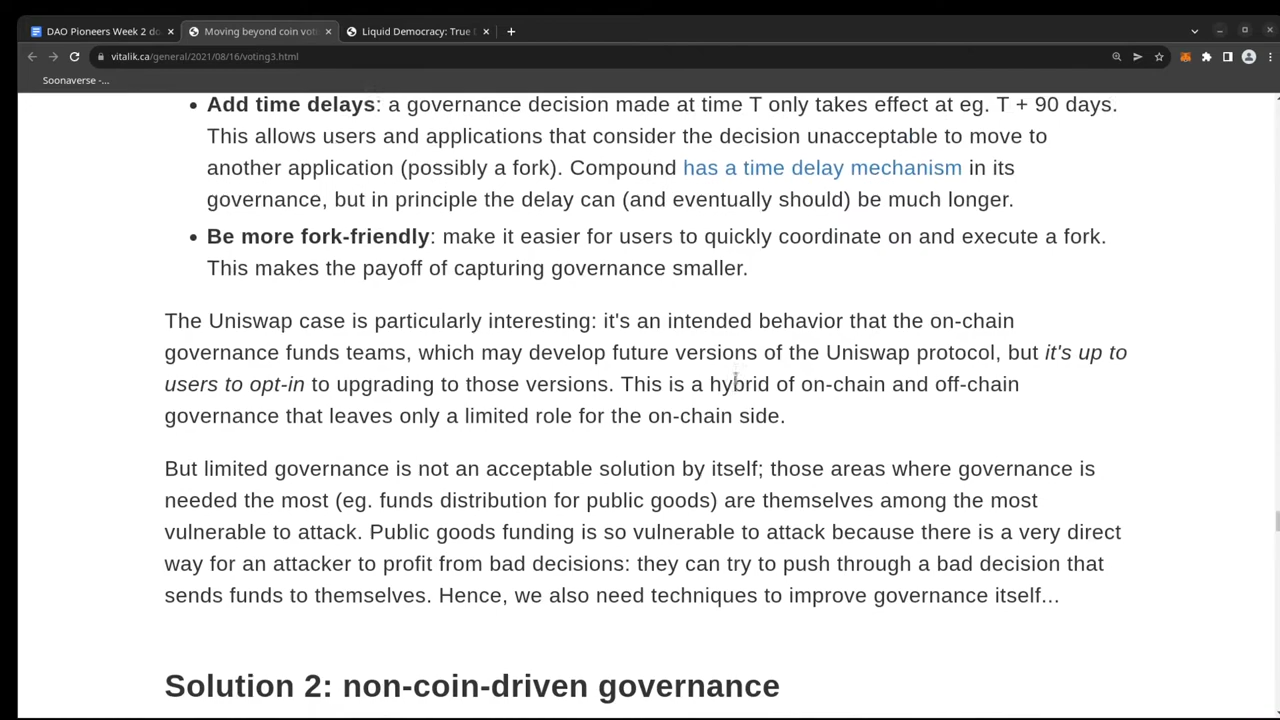 DAO Pioneers Week 2 do
Moving beyond coin voti
Liquid Democracy: True D
vitalik.ca/general/2021/08/16/voting3.html
Soonaverse -...
Add time delays: a governance decision made at time T only takes effect at eg. T + 90 days.
This allows users and applications that consider the decision unacceptable to move to
another application (possibly a fork). Compound has a time delay mechanism in its
governance, but in principle the delay can (and eventually should) be much longer.
Be more fork-friendly: make it easier for users to quickly coordinate on and execute a fork.
This makes the payoff of capturing governance smaller.
The Uniswap case is particularly interesting: it's an intended behavior that the on-chain
governance funds teams, which may develop future versions of the Uniswap protocol, but it's up to
users to opt-in to upgrading to those versions. This is a hybrid of on-chain and off-chain
governance that leaves only a limited role for the on-chain side.
But limited governance is not an acceptable solution by itself; those areas where governance is
needed the most (eg. funds distribution for public goods) are themselves among the most
vulnerable to attack. Public goods funding is so vulnerable to attack because there is a very direct
way for an attacker to profit from bad decisions: they can try to push through a bad decision that
sends funds to themselves. Hence, we also need techniques to improve governance itself...
Solution 2: non-coin-driven governance